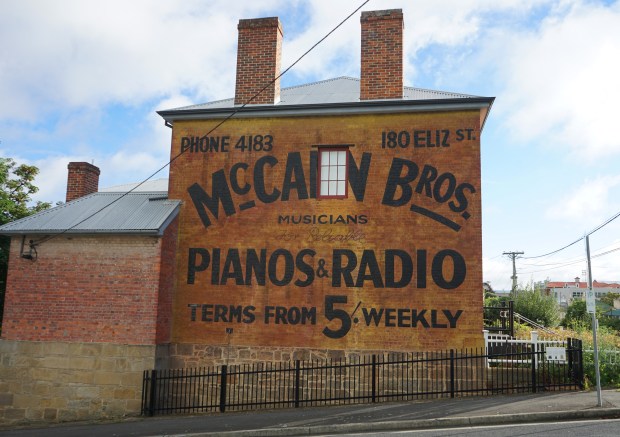 PHONE 4183 180 ELIZ ST.
MCCANN BROS.
MUSICIANS
PIANOS & RADIO
TERMS FROM 5/- WEEKLY